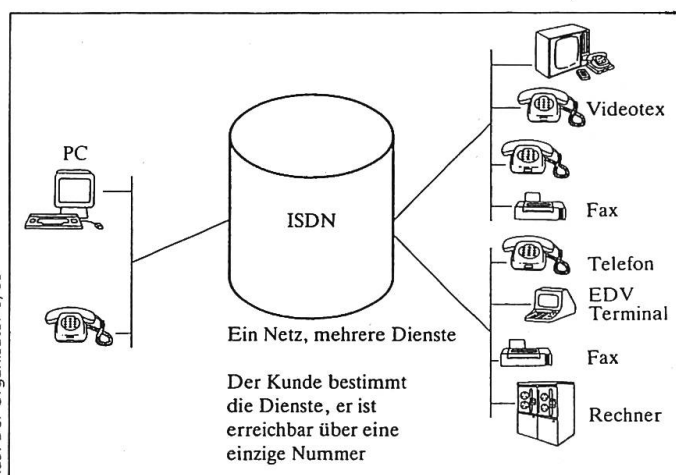 PC
ISDN
Ein Netz, mehrere Dienste
Der Kunde bestimmt
die Dienste, er ist
erreichbar über eine
einzige Nummer
Videotex
Fax
Telefon
EDV
Terminal
Fax
Rechner